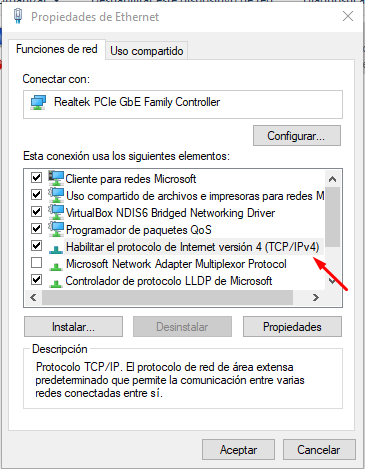 Propiedades de Ethernet
Funciones de red
Uso compartido
Conectar con:
Realtek PCIe GbE Family Controller
Configurar...
Esta conexión usa los siguientes elementos:
Cliente para redes Microsoft
Uso compartido de archivos e impresoras para redes M
VirtualBox NDIS6 Bridged Networking Driver
Programador de paquetes QoS
Habilitar el protocolo de Internet versión 4 (TCP/IPv4)
Microsoft Network Adapter Multiplexor Protocol
Controlador de protocolo LLDP de Microsoft
Instalar...
Desinstalar
Propiedades
Descripción
Protocolo TCP/IP. El protocolo de red de área extensa
predeterminado que permite la comunicación entre varias
redes conectadas entre sí.
Aceptar
Cancelar